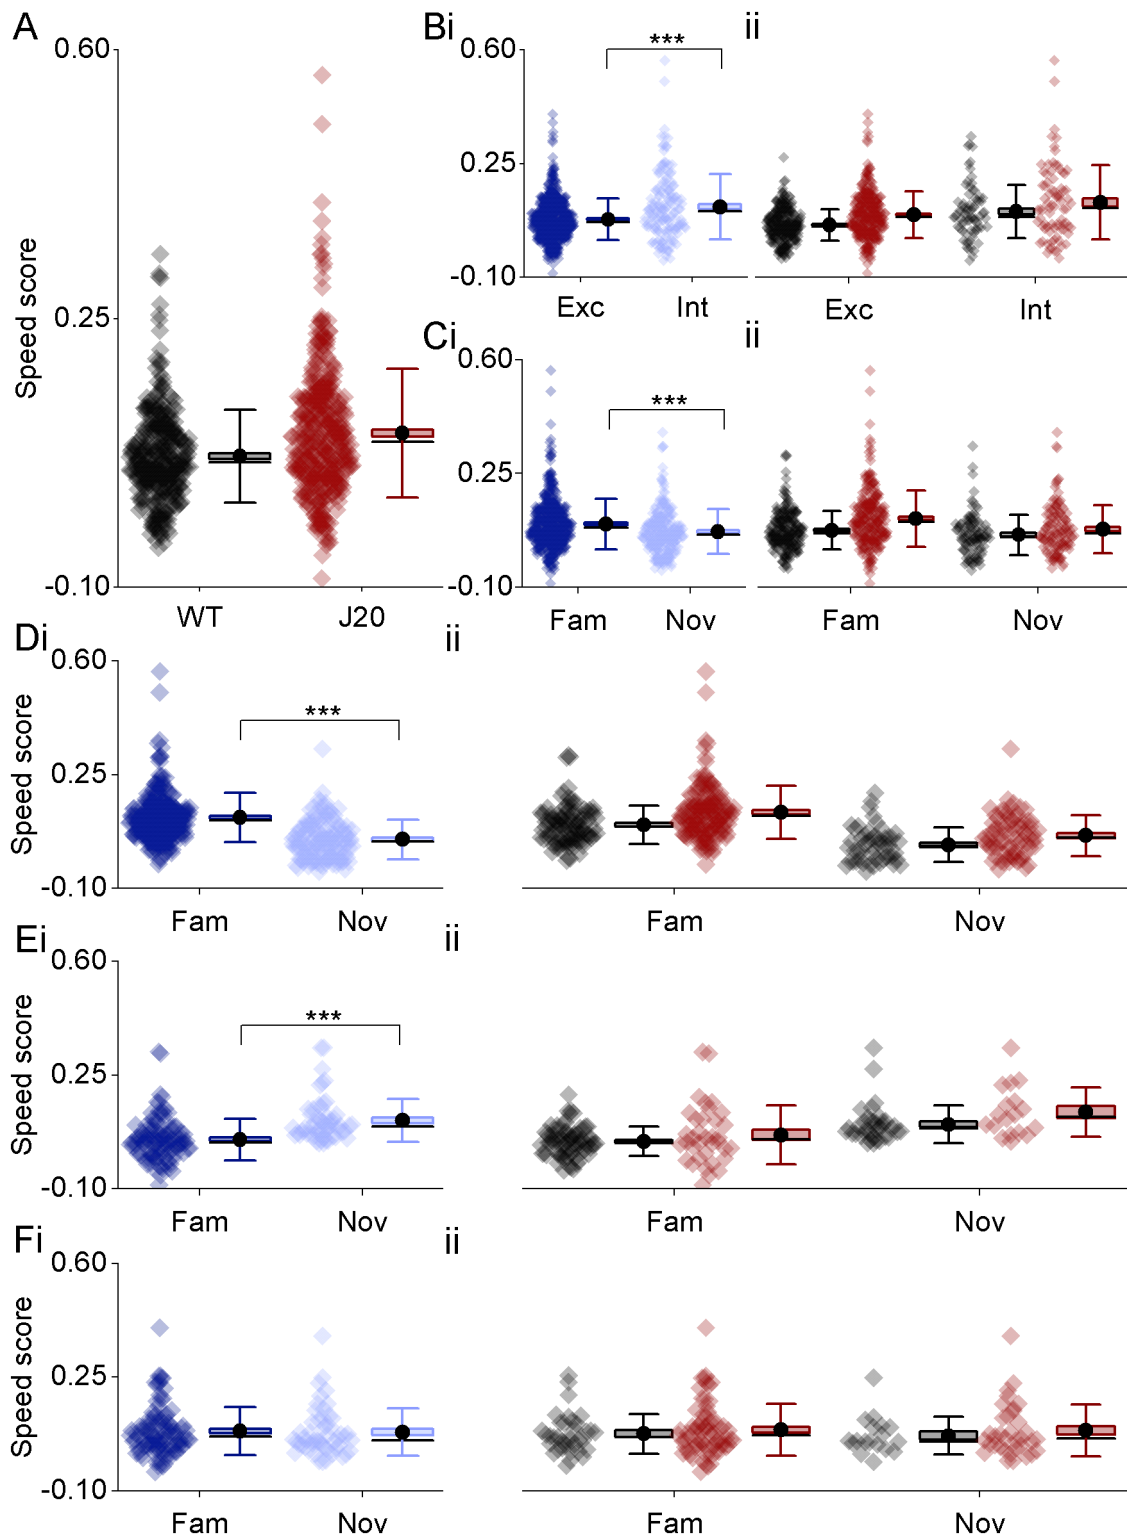 A
Bi
ii
0.60
0.25
-0.10
Speed score
WT
J20
0.60
0.25
-0.10
***
Exc
Int
Exc
Int
Ci
ii
0.60
0.25
-0.10
***
Fam
Nov
Fam
Nov
Di
ii
0.60
0.25
-0.10
Speed score
***
Fam
Nov
Fam
Nov
Ei
ii
0.60
0.25
-0.10
Speed score
***
Fam
Nov
Fam
Nov
Fi
ii
0.60
0.25
-0.10
Speed score
Fam
Nov
Fam
Nov